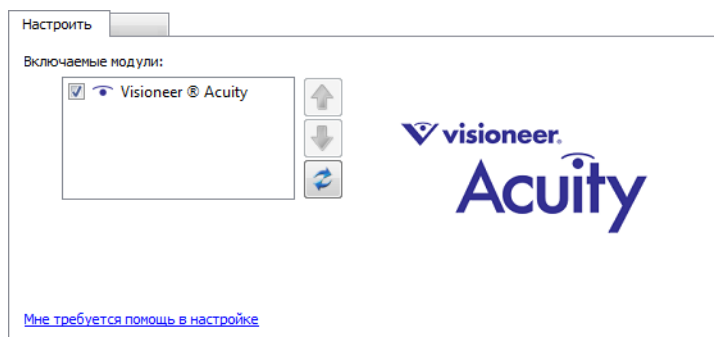 Настроить
Включаемые модули:
Visioneer ® Acuity
visioneer.
Acuity
Мне требуется помощь в настройке